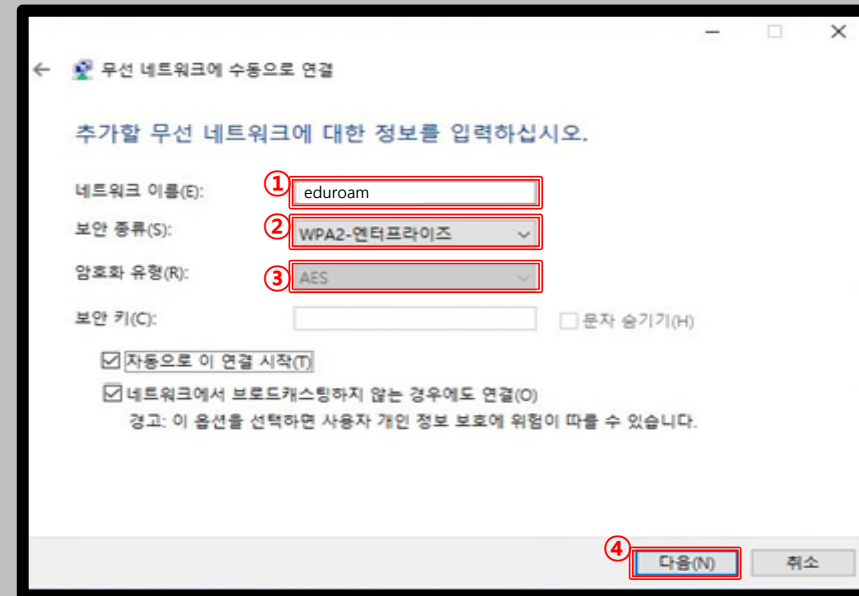 무선 네트워크에 수동으로 연결
추가할 무선 네트워크에 대한 정보를 입력하십시오.
네트워크 이름(E): ① eduroam
보안 종류(S): ② WPA2-엔터프라이즈
암호화 유형(R): ③ AES
보안 키(C): 문자 숨기기(H)
자동으로 이 연결 시작(T)
네트워크에서 브로드캐스팅하지 않는 경우에도 연결(O)
경고: 이 옵션을 선택하면 사용자 개인 정보 보호에 위험이 따를 수 있습니다.
④ 다음(N) 취소